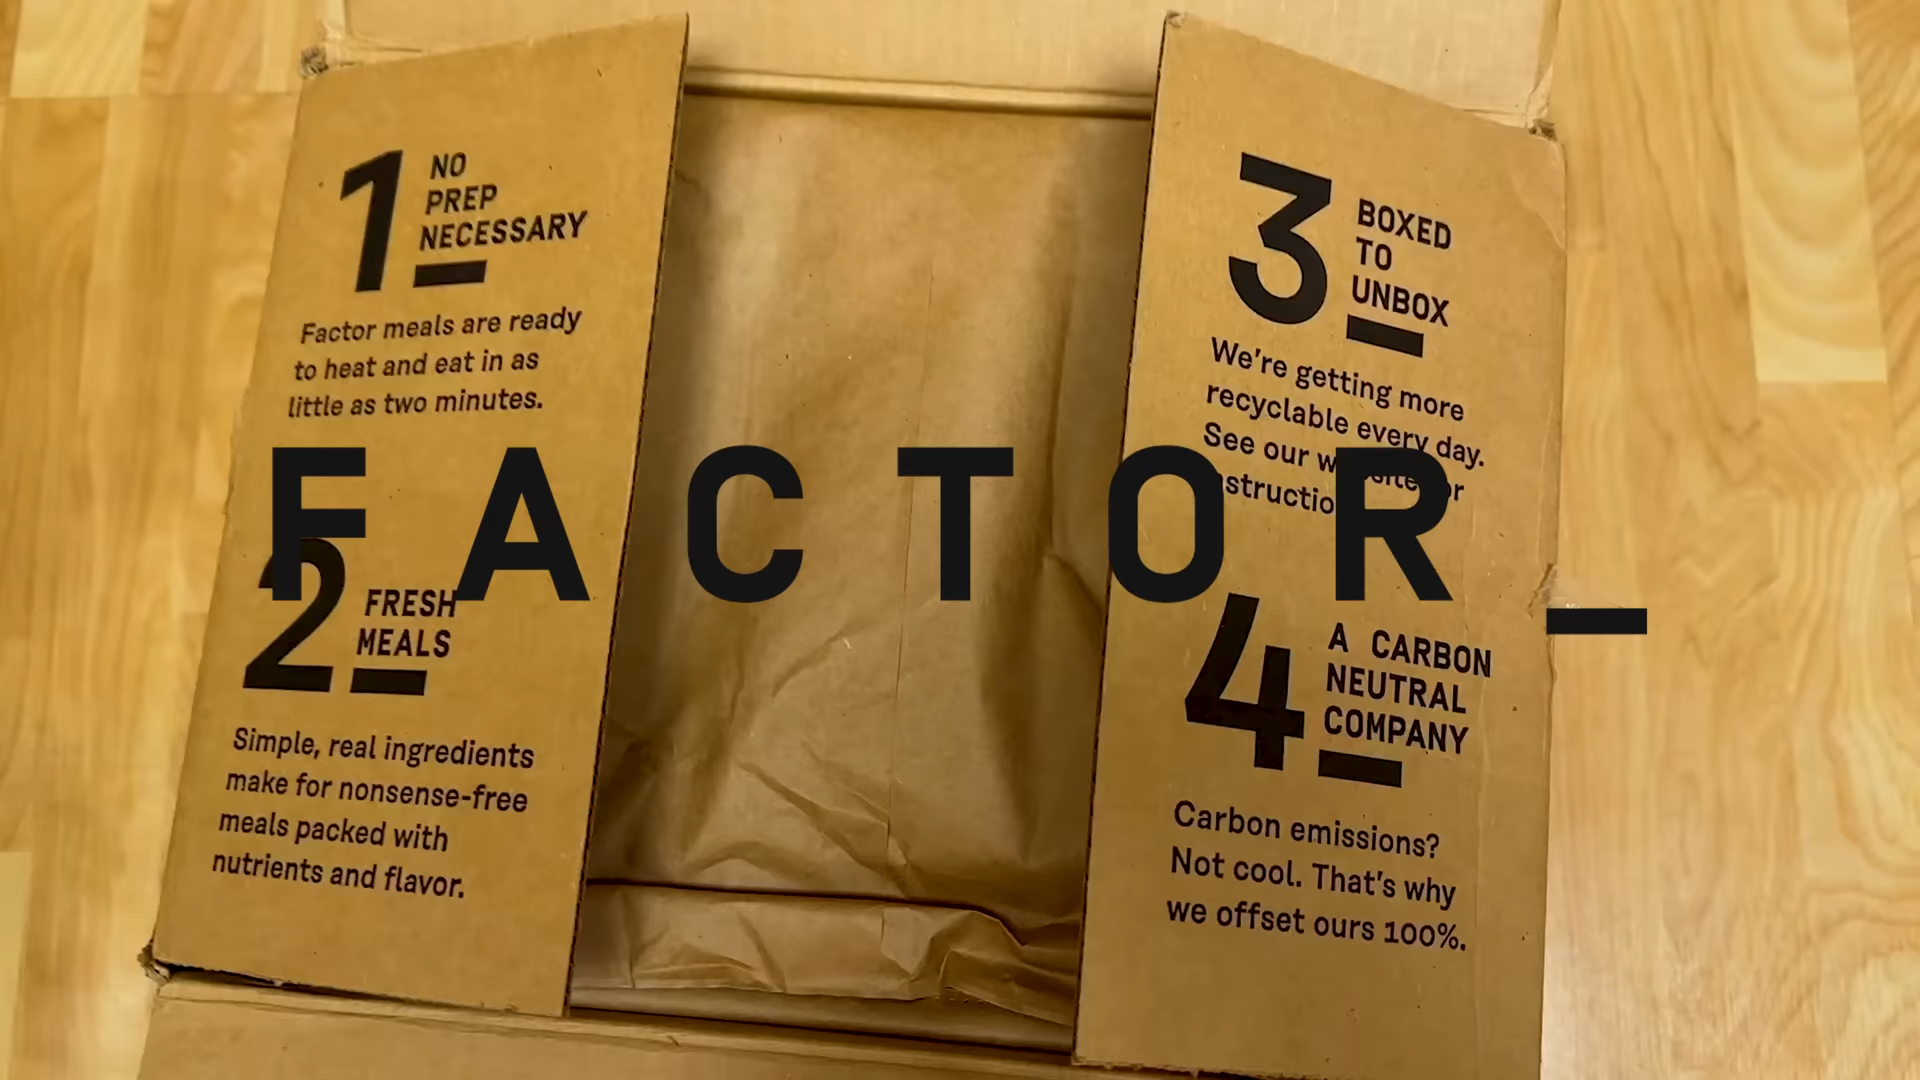 1 NO
PREP
NECESSARY
Factor meals are ready
to heat and eat in as
little as two minutes.
FACTOR_
2 FRESH
MEALS
Simple, real ingredients
make for nonsense-free
meals packed with
nutrients and flavor.
3 BOXED
TO
UNBOX
We're getting more
recyclable every day.
See our
4 A CARBON
NEUTRAL
COMPANY
Carbon emissions?
Not cool. That's why
we offset ours 100%.